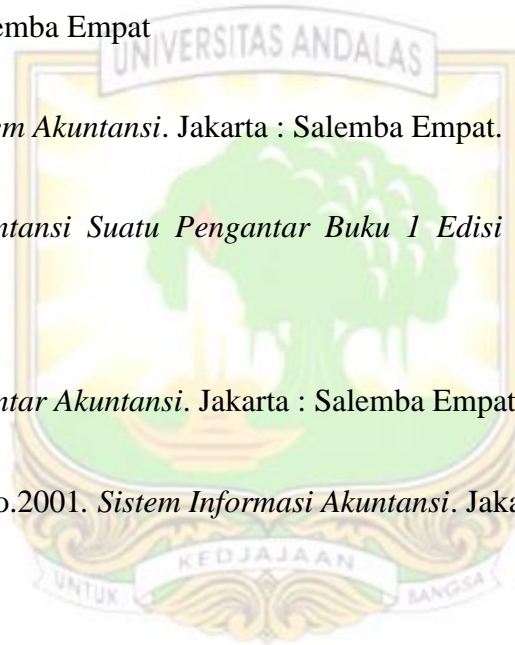 emba Empat
UNIVERSITAS ANDALAS
em Akuntansi. Jakarta : Salemba Empat.
ntansi Suatu Pengantar Buku 1 Edisi
ntar Akuntansi. Jakarta : Salemba Empat
o.2001. Sistem Informasi Akuntansi. Jaka
KEDJAJAAN
UNTUK
BANGSA